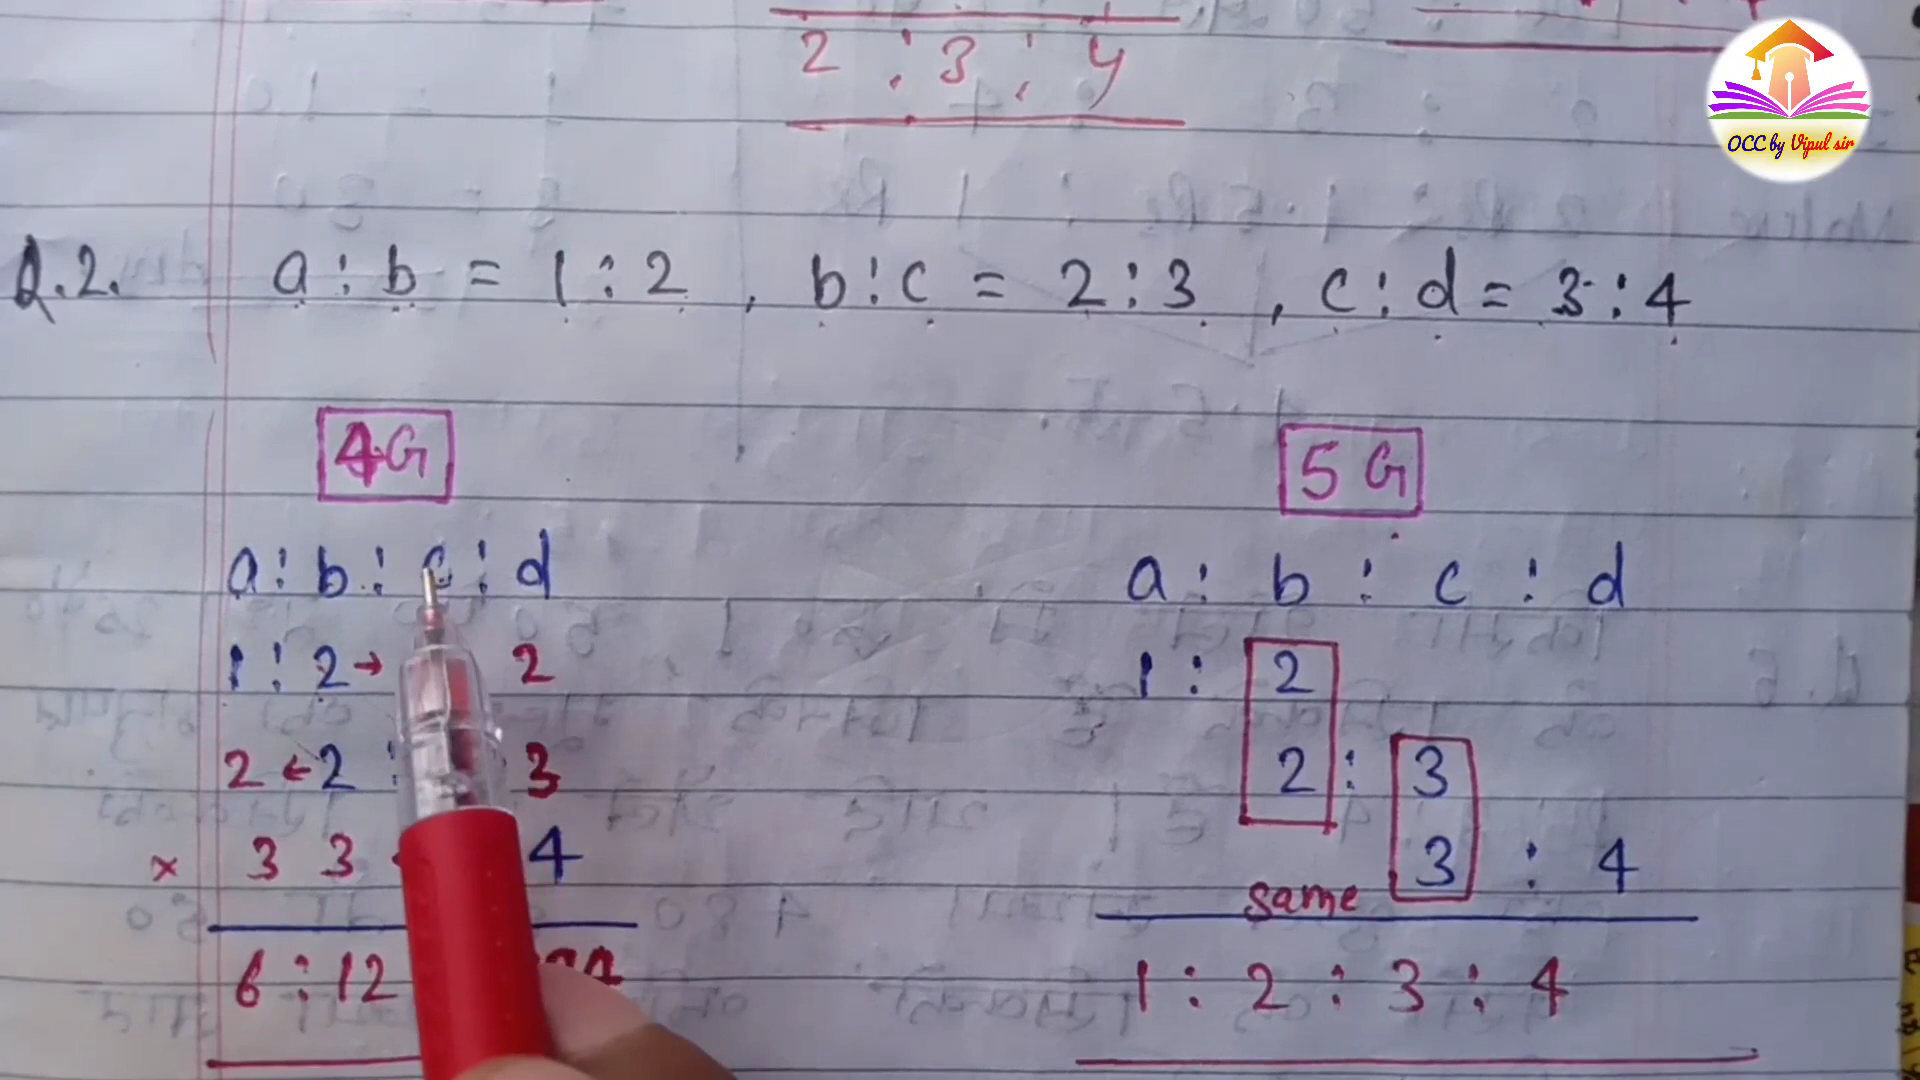 2 : 3 : 4
OCC by Vipul sir
Q.2. a : b = 1 : 2 , b : c = 2 : 3 , c : d = 3 : 4
4G
5 G
a : b : c : d
1 : 2 → 2
2 ← 2 : 3
× 3 3 4
6 : 12
a : b : c : d
1 : 2
2 : 3
3 : 4
same
1 : 2 : 3 : 4